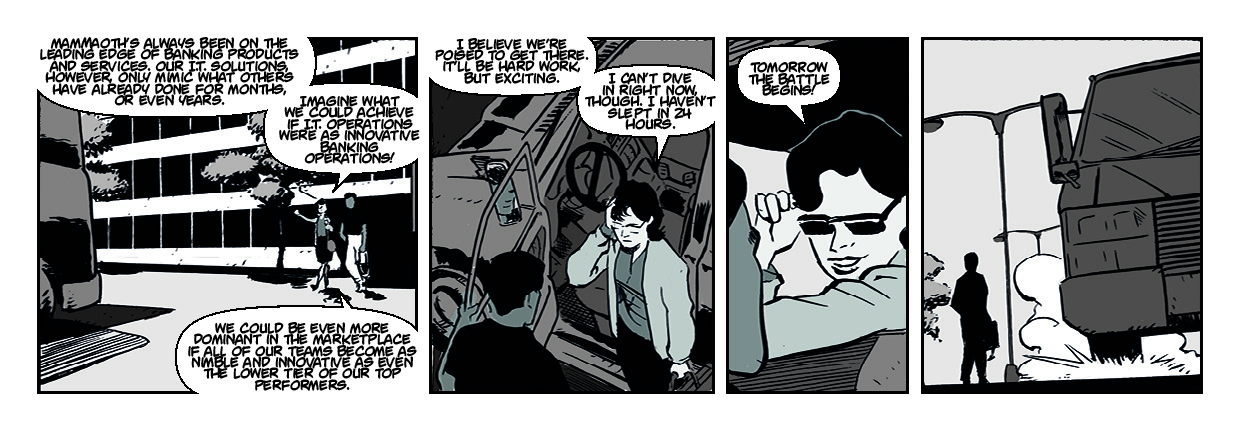 MAMMAOTH'S ALWAYS BEEN ON THE
LEADING EDGE OF BANKING PRODUCTS
AND SERVICES. OUR I.T. SOLUTIONS,
HOWEVER, ONLY MIMIC WHAT OTHERS
HAVE ALREADY DONE FOR MONTHS,
OR EVEN YEARS.
IMAGINE WHAT
WE COULD ACHIEVE
IF I.T. OPERATIONS
WERE AS INNOVATIVE
BANKING
OPERATIONS!
WE COULD BE EVEN MORE
DOMINANT IN THE MARKETPLACE
IF ALL OF OUR TEAMS BECOME AS
NIMBLE AND INNOVATIVE AS EVEN
THE LOWER TIER OF OUR TOP
PERFORMERS.
I BELIEVE WE'RE
POISED TO GET THERE.
IT'LL BE HARD WORK,
BUT EXCITING.
I CAN'T DIVE
IN RIGHT NOW,
THOUGH. I HAVEN'T
SLEPT IN 24
HOURS.
TOMORROW
THE BATTLE
BEGINS!